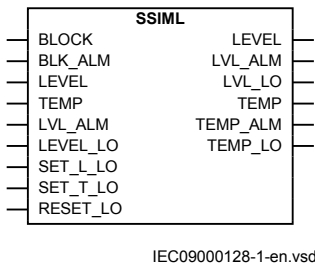 SSIML
BLOCK LEVEL
BLK_ALM LVL_ALM
LEVEL LVL_LO
TEMP TEMP
LVL_ALM TEMP_ALM
LEVEL_LO TEMP_LO
SET_L_LO
SET_T_LO
RESET_LO
IEC09000128-1-en.vsd